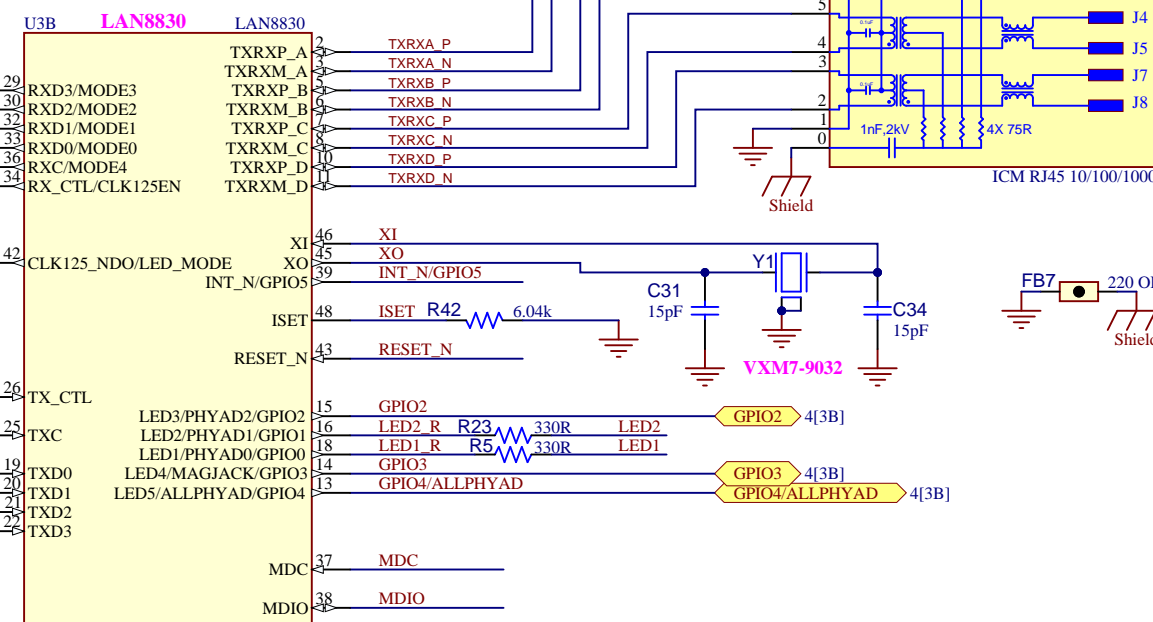 U3B LAN8830 LAN8830
29 RXD3/MODE3
30 RXD2/MODE2
32 RXD1/MODE1
33 RXD0/MODE0
36 RXC/MODE4
34 RX_CTL/CLK125EN
42 CLK125_NDO/LED_MODE
26 TX_CTL
25 TXC
19 TXD0
20 TXD1
21 TXD2
22 TXD3
TXRXP_A 2 TXRXA_P
TXRXM_A 3 TXRXA_N
TXRXP_B 5 TXRXB_P
TXRXM_B 6 TXRXB_N
TXRXP_C 7 TXRXC_P
TXRXM_C 8 TXRXC_N
TXRXP_D 10 TXRXD_P
TXRXM_D 11 TXRXD_N
XI 46 XI
XO 45 XO
INT_N/GPIO5 39 INT_N/GPIO5
ISET 48 ISET R42 6.04k
RESET_N 43 RESET_N
LED3/PHYAD2/GPIO2 15 GPIO2 GPIO2 4[3B]
LED2/PHYAD1/GPIO1 16 LED2_R R23 330R LED2
LED1/PHYAD0/GPIO0 18 LED1_R R5 330R LED1
LED4/MAGJACK/GPIO3 14 GPIO3 GPIO3 4[3B]
LED5/ALLPHYAD/GPIO4 13 GPIO4/ALLPHYAD GPIO4/ALLPHYAD 4[3B]
MDC 37 MDC
MDIO 38 MDIO
5
4
3
2
1
0
0.1uF
0.1uF
1nF,2kV
4X 75R
J4
J5
J7
J8
ICM RJ45 10/100/1000
Shield
C31
15pF
Y1
VXM7-9032
C34
15pF
FB7
220 O
Shield